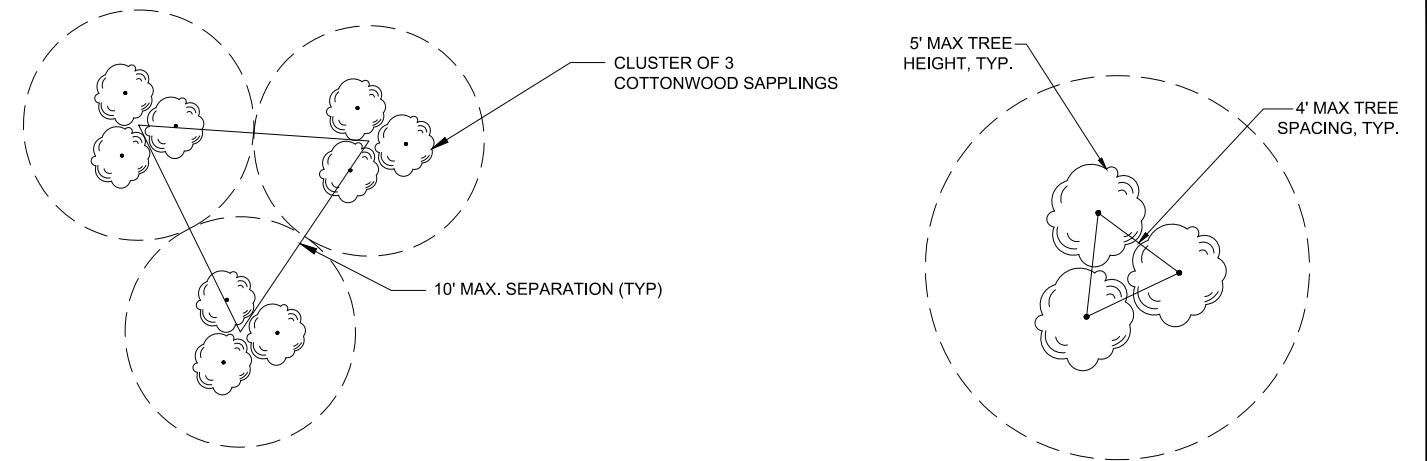 CLUSTER OF 3
COTTONWOOD SAPPLINGS
10' MAX. SEPARATION (TYP)
5' MAX TREE
HEIGHT, TYP.
4' MAX TREE
SPACING, TYP.